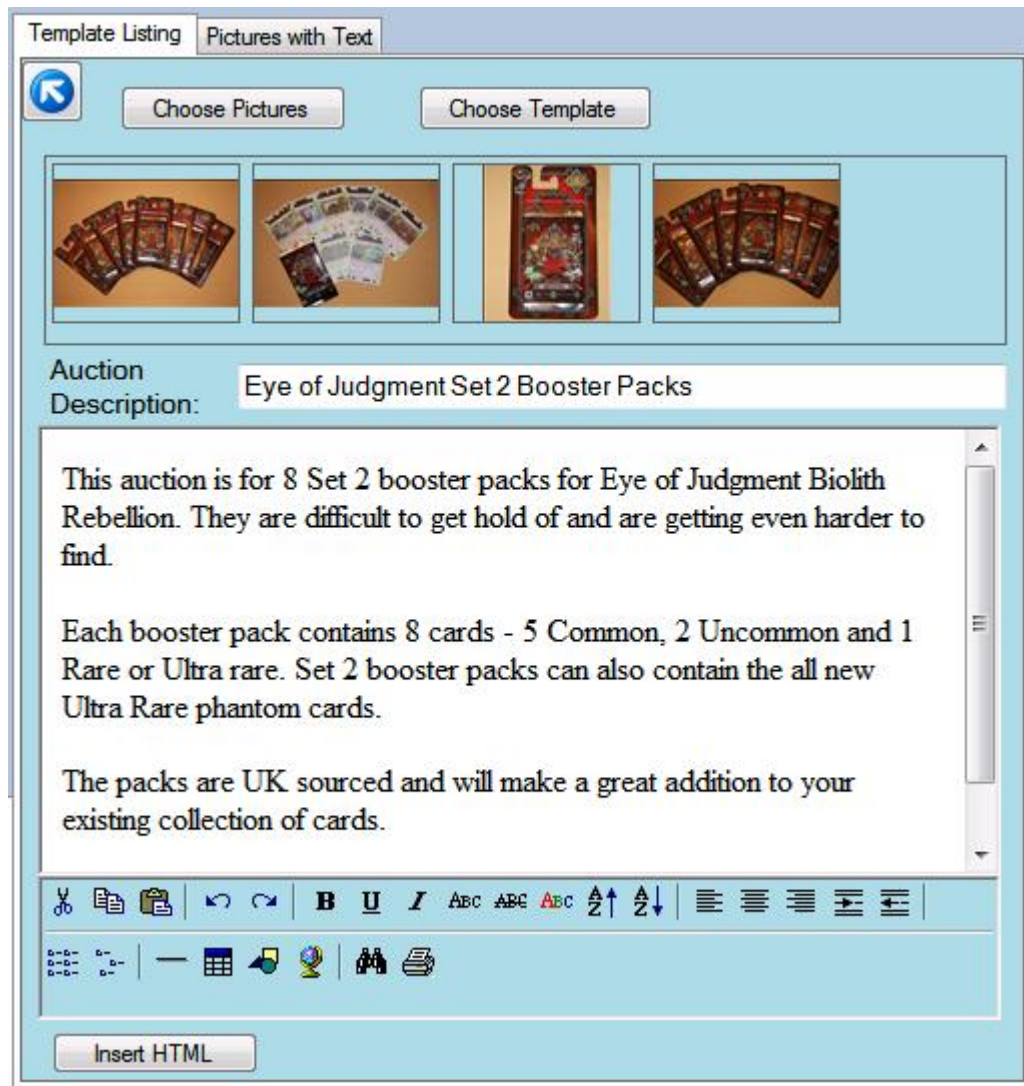 Template Listing
Pictures with Text
Choose Pictures
Choose Template
Auction
Description:
Eye of Judgment Set 2 Booster Packs
This auction is for 8 Set 2 booster packs for Eye of Judgment Biolith
Rebellion. They are difficult to get hold of and are getting even harder to
find.
Each booster pack contains 8 cards - 5 Common, 2 Uncommon and 1
Rare or Ultra rare. Set 2 booster packs can also contain the all new
Ultra Rare phantom cards.
The packs are UK sourced and will make a great addition to your
existing collection of cards.
B U I ABC ABC ABC A Z A Z
Insert HTML